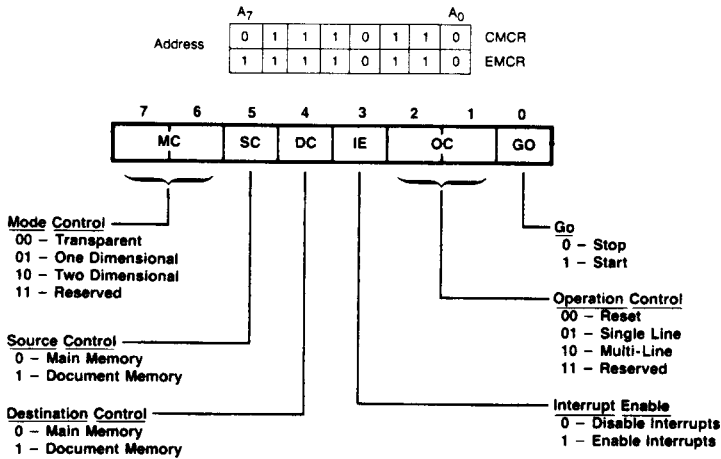 A7 A0
Address
0 1 1 1 0 1 1 0 CMCR
1 1 1 1 0 1 1 0 EMCR
7 6 5 4 3 2 1 0
MC SC DC IE OC GO
Mode Control
00 – Transparent
01 – One Dimensional
10 – Two Dimensional
11 – Reserved
Source Control
0 – Main Memory
1 – Document Memory
Destination Control
0 – Main Memory
1 – Document Memory
Go
0 – Stop
1 – Start
Operation Control
00 – Reset
01 – Single Line
10 – Multi-Line
11 – Reserved
Interrupt Enable
0 – Disable Interrupts
1 – Enable Interrupts